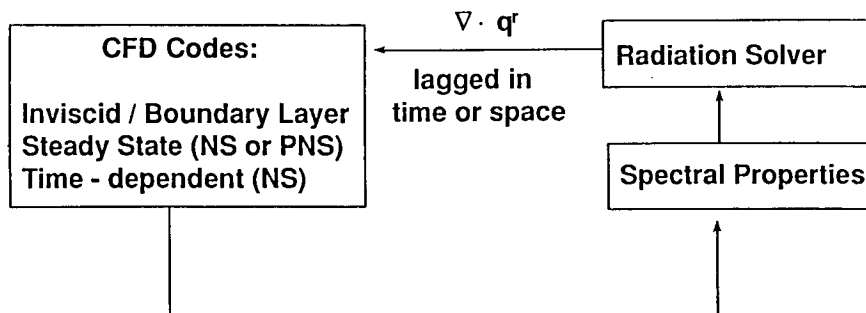 CFD Codes:
Inviscid / Boundary Layer
Steady State (NS or PNS)
Time - dependent (NS)
∇ · qʳ
lagged in
time or space
Radiation Solver
Spectral Properties